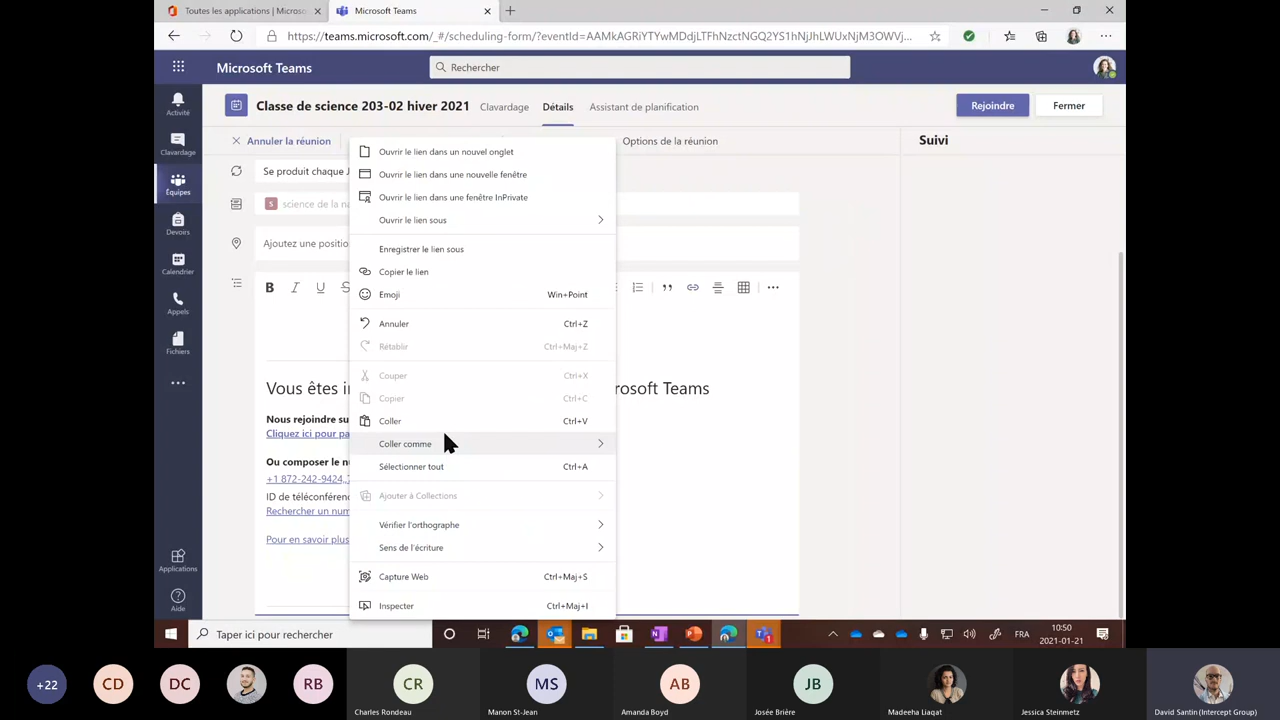 Toutes les applications | Microso
Microsoft Teams
https://teams.microsoft.com/_#/scheduling-form/?eventId=AAMkAGRiYTYwMDdjLTFhNzctNGQ2YS1hNjJhLWUxNjM3OWVj...
Microsoft Teams
Rechercher
Activité
Clavardage
Équipes
Devoirs
Calendrier
Appels
Fichiers
Applications
Aide
Classe de science 203-02 hiver 2021
Clavardage
Détails
Assistant de planification
Rejoindre
Fermer
Annuler la réunion
Options de la réunion
Suivi
Se produit chaque J
S science de la na
Ajoutez une positio
B I U S
Vous êtes i
crosoft Teams
Nous rejoindre su
Cliquez ici pour pa
Ou composer le nu
+1 872-242-9424,,7
ID de téléconféren
Rechercher un num
Pour en savoir plus
Ouvrir le lien dans un nouvel onglet
Ouvrir le lien dans une nouvelle fenêtre
Ouvrir le lien dans une fenêtre InPrivate
Ouvrir le lien sous
Enregistrer le lien sous
Copier le lien
Emoji Win+Point
Annuler Ctrl+Z
Rétablir Ctrl+Maj+Z
Couper Ctrl+X
Copier Ctrl+C
Coller Ctrl+V
Coller comme
Sélectionner tout Ctrl+A
Ajouter à Collections
Vérifier l'orthographe
Sens de l'écriture
Capture Web Ctrl+Maj+S
Inspecter Ctrl+Maj+I
Taper ici pour rechercher
FRA
10:50
2021-01-21
+22
CD
DC
RB
CR
Charles Rondeau
MS
Manon St-Jean
AB
Amanda Boyd
JB
Josée Brière
Madeeha Liaqat
Jessica Steinmetz
David Santin (Intercept Group)